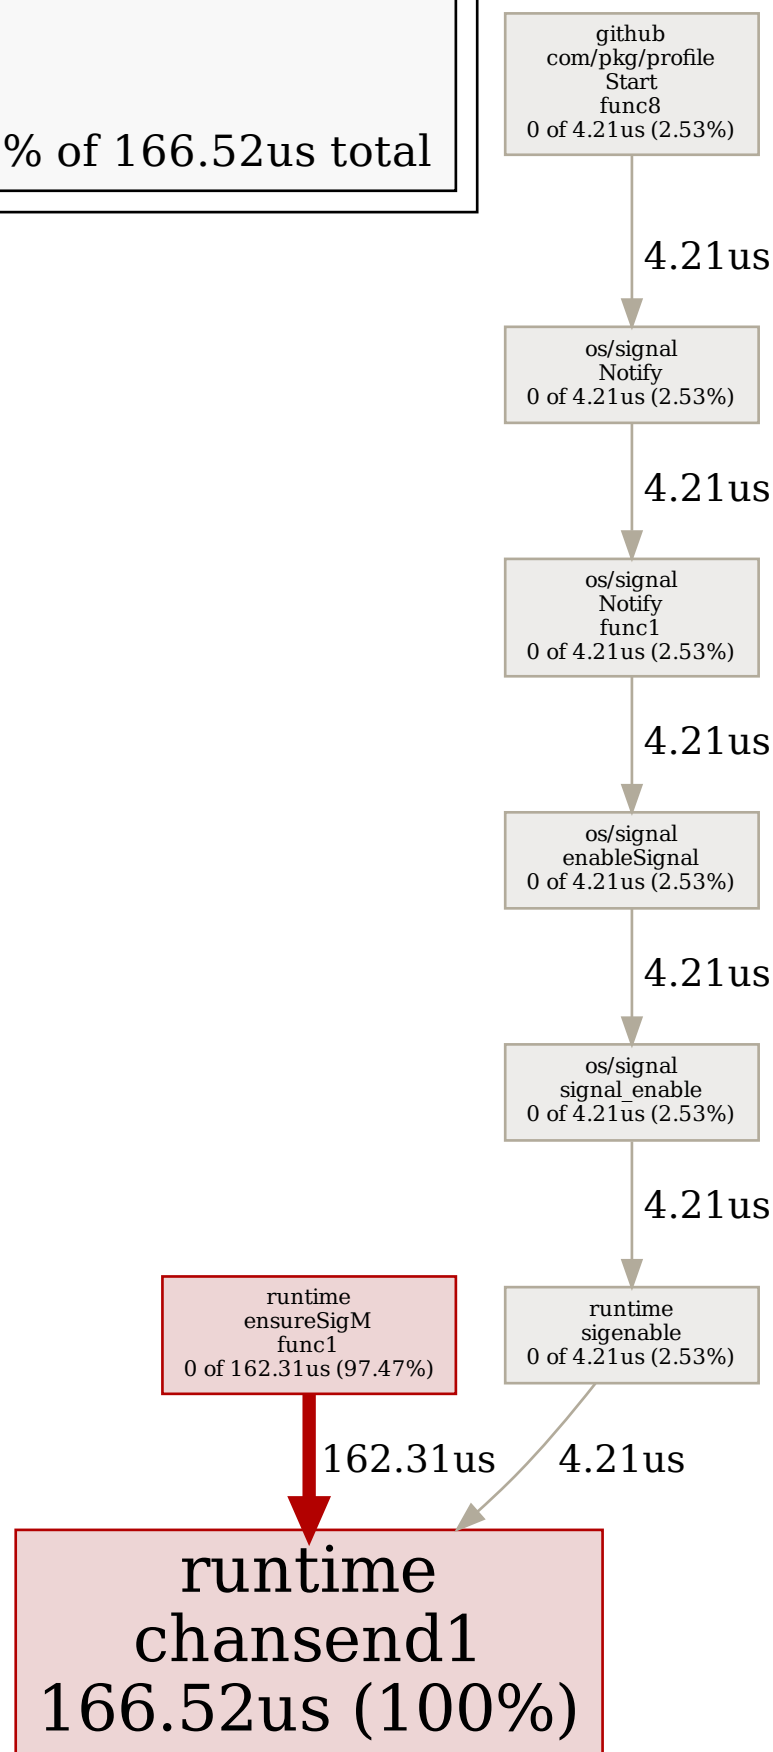 % of 166.52us total
github
com/pkg/profile
Start
func8
0 of 4.21us (2.53%)
4.21us
os/signal
Notify
0 of 4.21us (2.53%)
4.21us
os/signal
Notify
func1
0 of 4.21us (2.53%)
4.21us
os/signal
enableSignal
0 of 4.21us (2.53%)
4.21us
os/signal
signal_enable
0 of 4.21us (2.53%)
4.21us
runtime
ensureSigM
func1
0 of 162.31us (97.47%)
runtime
sigenable
0 of 4.21us (2.53%)
162.31us
4.21us
runtime
chansend1
166.52us (100%)